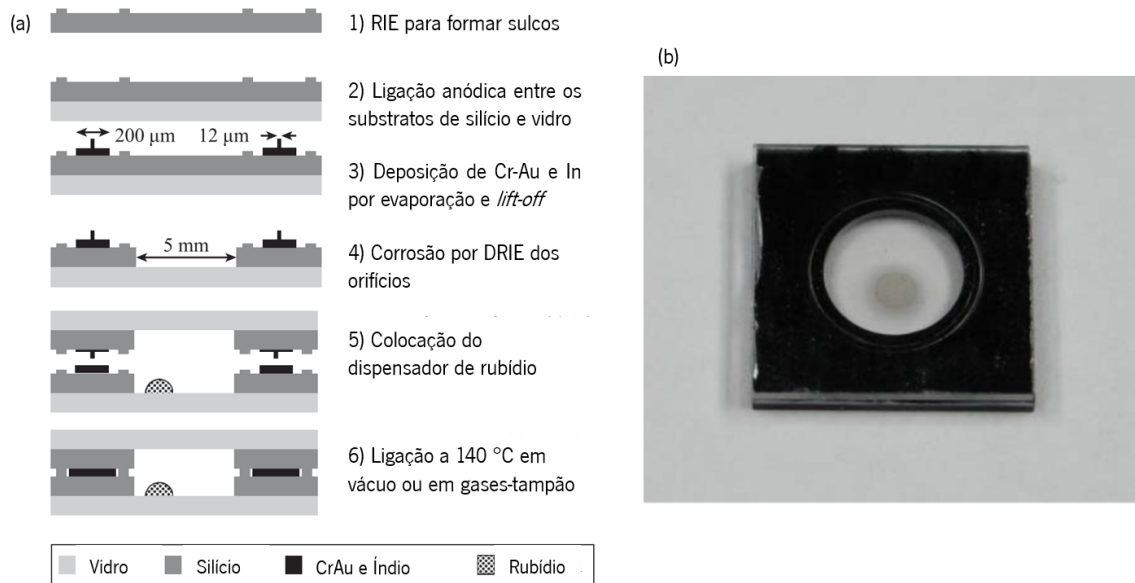 (a)
1) RIE para formar sulcos
2) Ligação anódica entre os
substratos de silício e vidro
200 μm
12 μm
3) Deposição de Cr-Au e In
por evaporação e lift-off
5 mm
4) Corrosão por DRIE dos
orifícios
5) Colocação do
dispensador de rubídio
6) Ligação a 140 °C em
vácuo ou em gases-tampão
Vidro Silício CrAu e Índio Rubídio
(b)